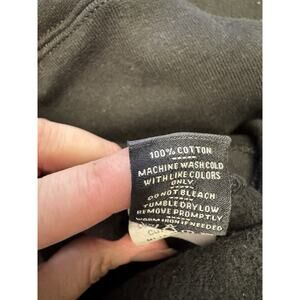 100% COTTON
MACHINE WASH COLD
WITH LIKE COLORS
ONLY
DO NOT BLEACH
TUMBLE DRY LOW
REMOVE PROMPTLY
WARM IRON IF NEEDED